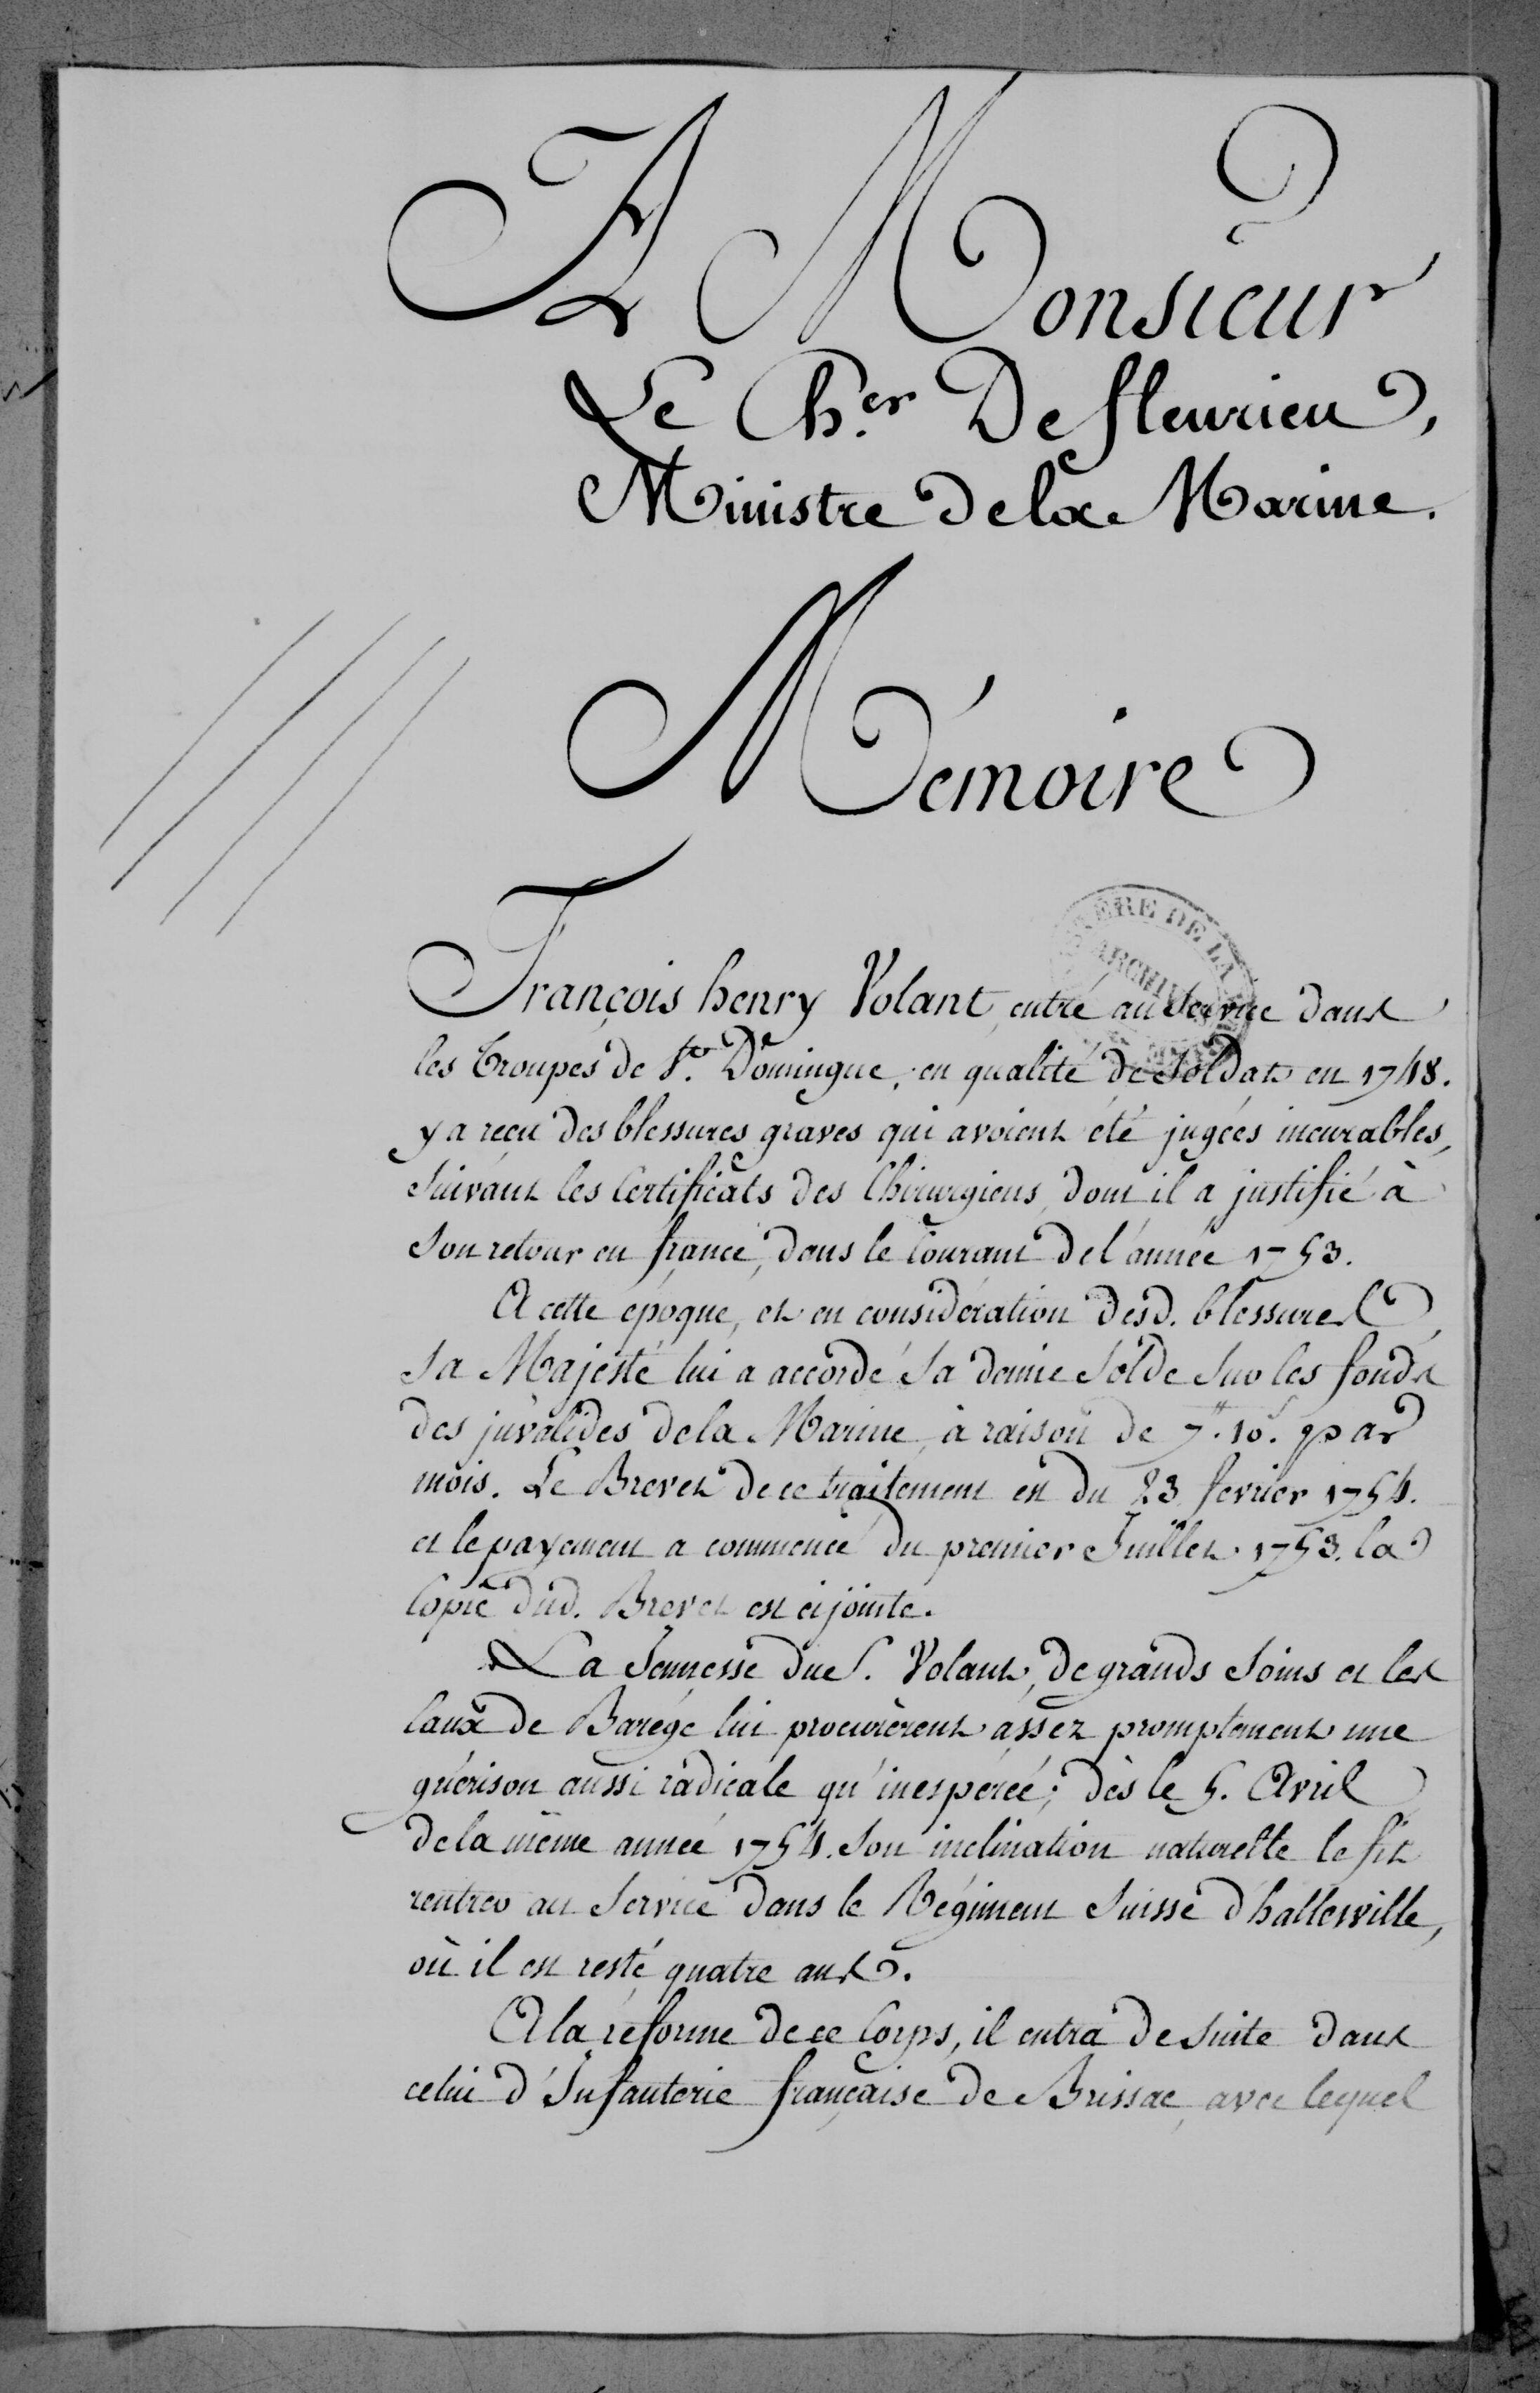 A Monsieur
Le Ch.er De fleurieu,
Ministre de la Marine.
Mémoire
François henry Volant, entré au service dans
les troupes de St. Domingue, en qualité de Soldat en 1748.
y a reçu des blessures graves qui avoient été jugées incurables,
suivant les Certificats des Chirurgiens, dont il a justifié à
son retour en france, dans le Courant de l'année 1753.
A cette époque, et en considération desd. blessures,
sa Majesté lui a accordé sa demie Solde sur les fonds
des invalides de la Marine, à raison de 7.tt 10.s par
mois. Le Brevet de ce traitement est du 23 fevrier 1754.
et le payement a commencé du premier Juillet 1753. la
Copie dud. Brevet est ci jointe.
La Jeunesse du S. Volant, de grands soins et les
Eaux de Barége lui procurèrent assez promptement une
guérison aussi radicale qu'inespérée; dès le 5. Avril
de la même année 1754. son inclination naturelle le fit
rentrer au Service dans le Régiment Suisse d'hallewille,
où il est resté quatre ans.
A la réforme de ce Corps, il entra de suite dans
celui d'Infanterie française de Brissac, avec lequel
ARCHIVES
DE LA